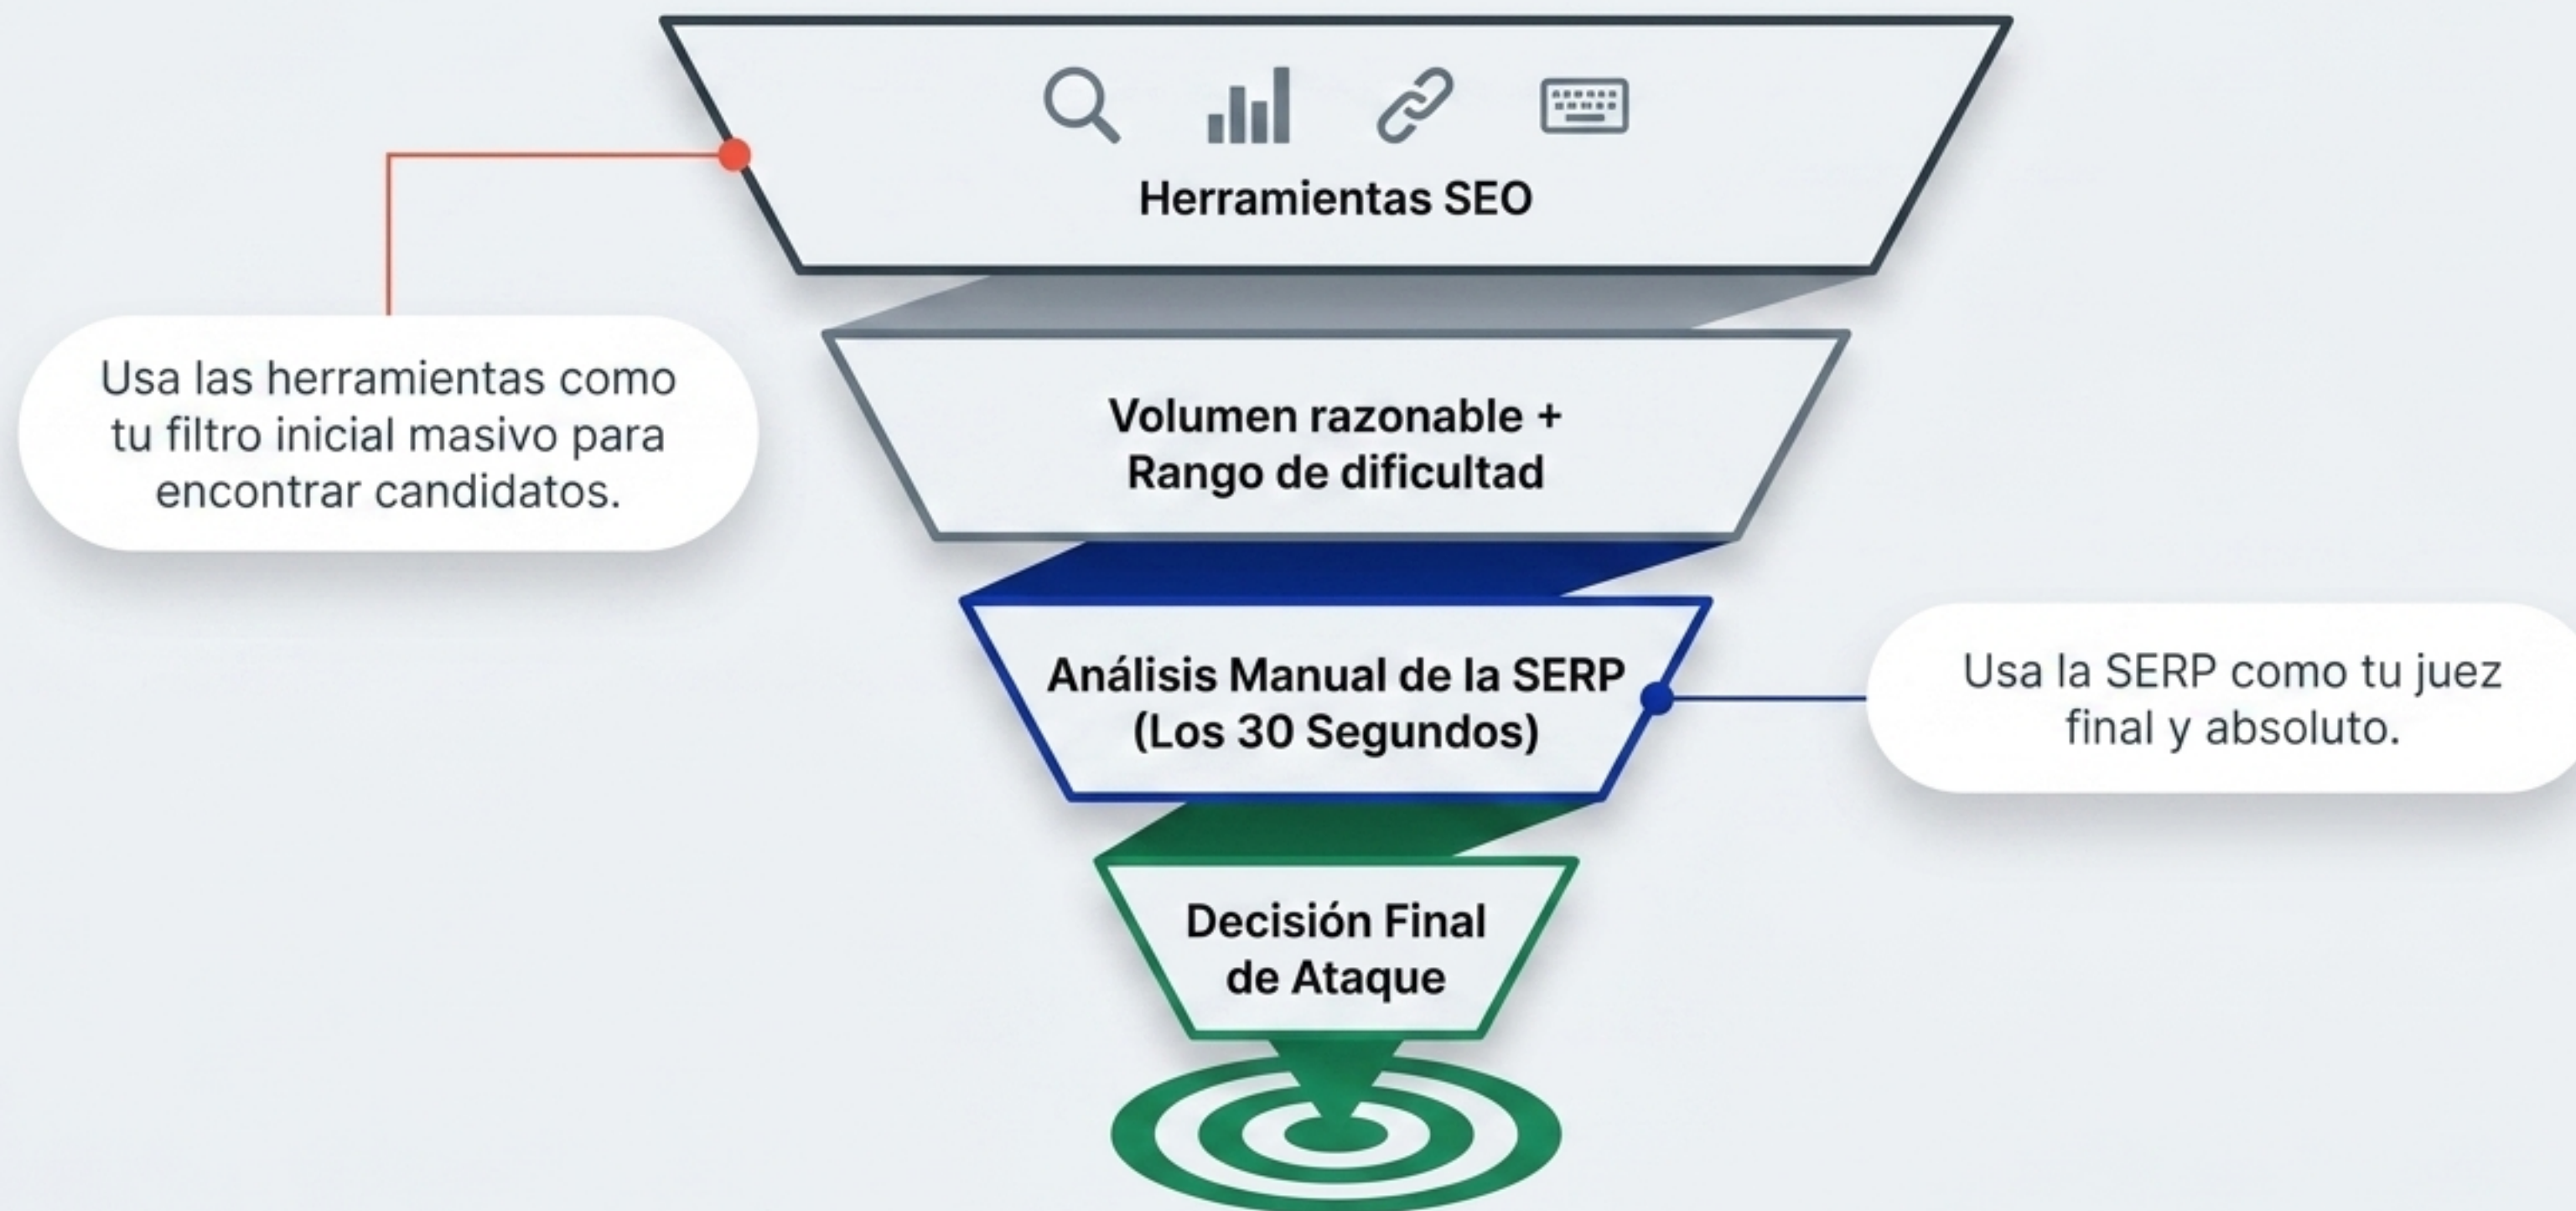 Herramientas SEO
Usa las herramientas como
tu filtro inicial masivo para
encontrar candidatos.
Volumen razonable +
Rango de dificultad
Análisis Manual de la SERP
(Los 30 Segundos)
Usa la SERP como tu juez
final y absoluto.
Decisión Final
de Ataque